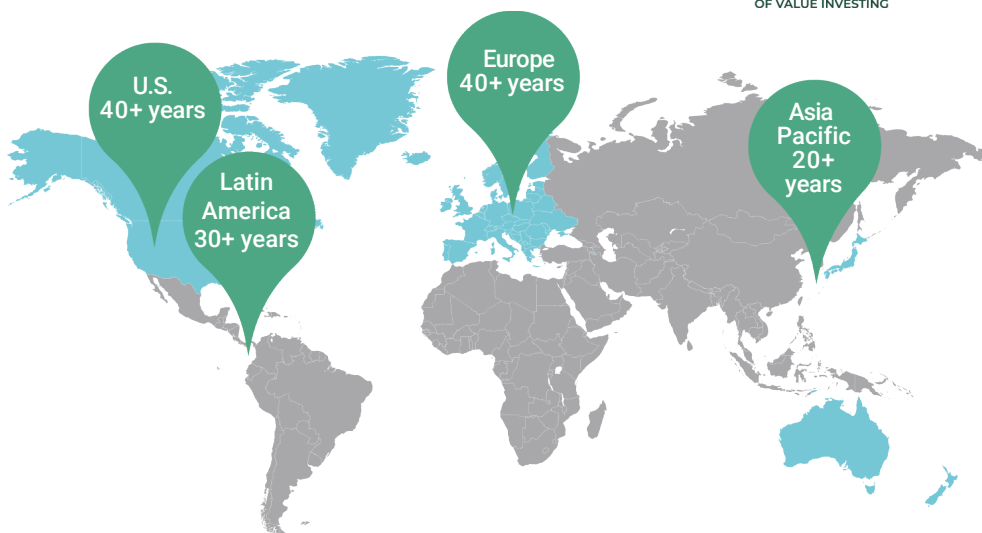 OF VALUE INVESTING
U.S.
40+ years
Europe
40+ years
Asia
Pacific
20+
years
Latin
America
30+ years